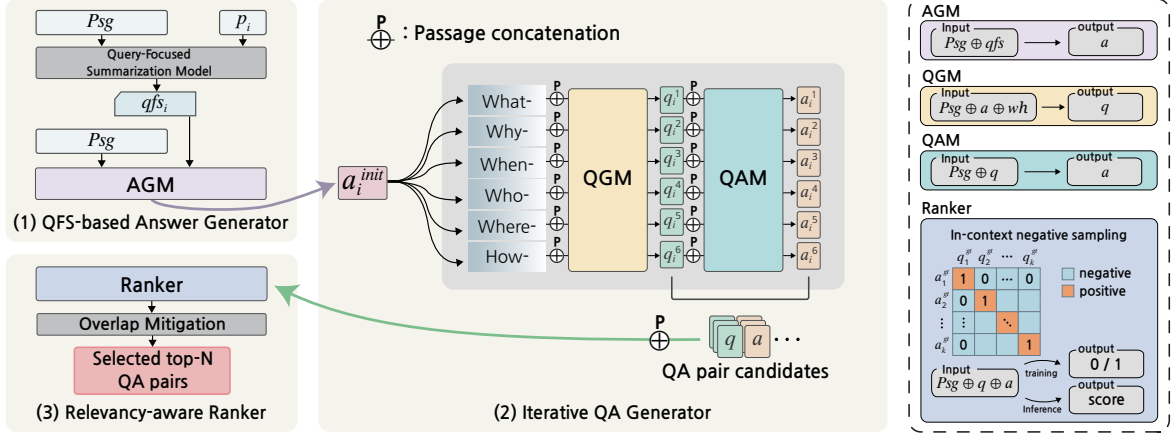 Psg
p_i
Query-Focused
Summarization Model
qfs_i
Psg
AGM
(1) QFS-based Answer Generator
Ranker
Overlap Mitigation
Selected top-N
QA pairs
(3) Relevancy-aware Ranker
P
⊕ : Passage concatenation
a_i^init
What-
Why-
When-
Who-
Where-
How-
P ⊕
P ⊕
P ⊕
P ⊕
P ⊕
P ⊕
QGM
q_i^1
q_i^2
q_i^3
q_i^4
q_i^5
q_i^6
P ⊕
P ⊕
P ⊕
P ⊕
P ⊕
P ⊕
QAM
a_i^1
a_i^2
a_i^3
a_i^4
a_i^5
a_i^6
P
⊕
q a ...
QA pair candidates
(2) Iterative QA Generator
AGM
Input
Psg ⊕ qfs
output
a
QGM
Input
Psg ⊕ a ⊕ wh
output
q
QAM
Input
Psg ⊕ q
output
a
Ranker
In-context negative sampling
q_1^gt q_2^gt ... q_k^gt
a_1^gt 1 0 ... 0
a_2^gt 0 1
⋮ ⋮ ⋱
a_k^gt 0 1
negative
positive
Input
Psg ⊕ q ⊕ a
training
output
0 / 1
Inference
output
score